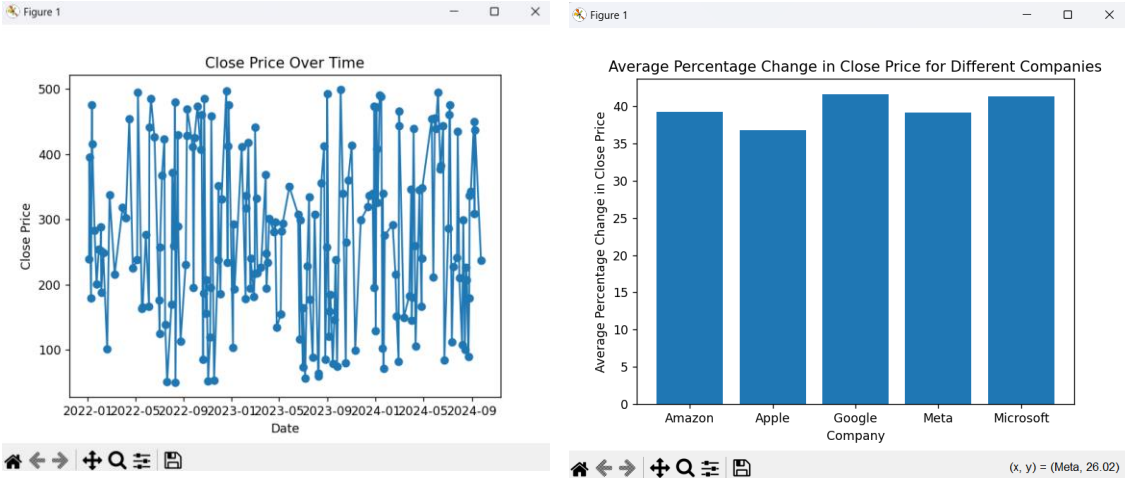 Figure 1
Close Price Over Time
500
400
300
200
100
Close Price
2022-01 2022-05 2022-09 2023-01 2023-05 2023-09 2024-01 2024-05 2024-09
Date
Figure 1
Average Percentage Change in Close Price for Different Companies
40
35
30
25
20
15
10
5
0
Average Percentage Change in Close Price
Amazon Apple Google Meta Microsoft
Company
(x, y) = (Meta, 26.02)